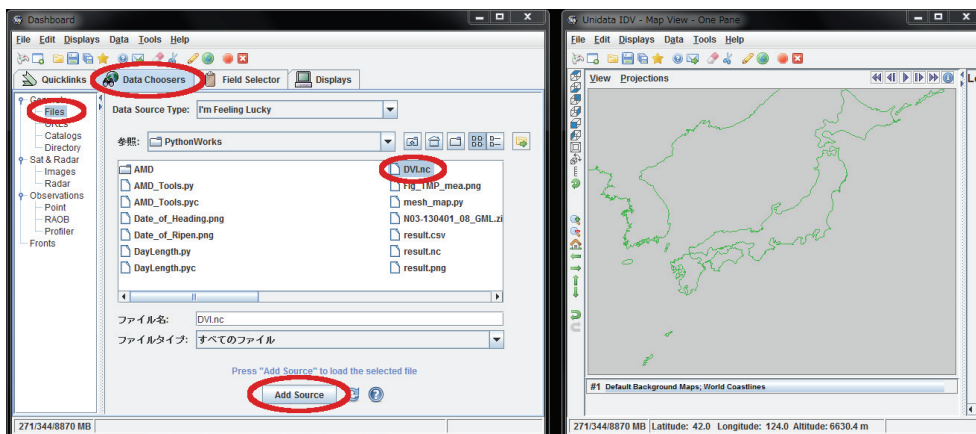 Dashboard
File Edit Displays Data Tools Help
Quicklinks
Data Choosers
Field Selector
Displays
General
Files
URLs
Catalogs
Directory
Sat & Radar
Images
Radar
Observations
Point
RAOB
Profiler
Fronts
Data Source Type: I'm Feeling Lucky
参照: PythonWorks
AMD
AMD_Tools.py
AMD_Tools.pyc
Date_of_Heading.png
Date_of_Ripen.png
DayLength.py
DayLength.pyc
DVI.nc
Fig_TMP_mea.png
mesh_map.py
N03-130401_08_GML.zi
result.csv
result.nc
result.png
ファイル名: DVI.nc
ファイルタイプ: すべてのファイル
Press "Add Source" to load the selected file
Add Source
271/344/8870 MB
Unidata IDV - Map View - One Pane
File Edit Displays Data Tools Help
View Projections
Le
#1 Default Background Maps; World Coastlines
271/344/8870 MB Latitude: 42.0 Longitude: 124.0 Altitude: 6630.4 m